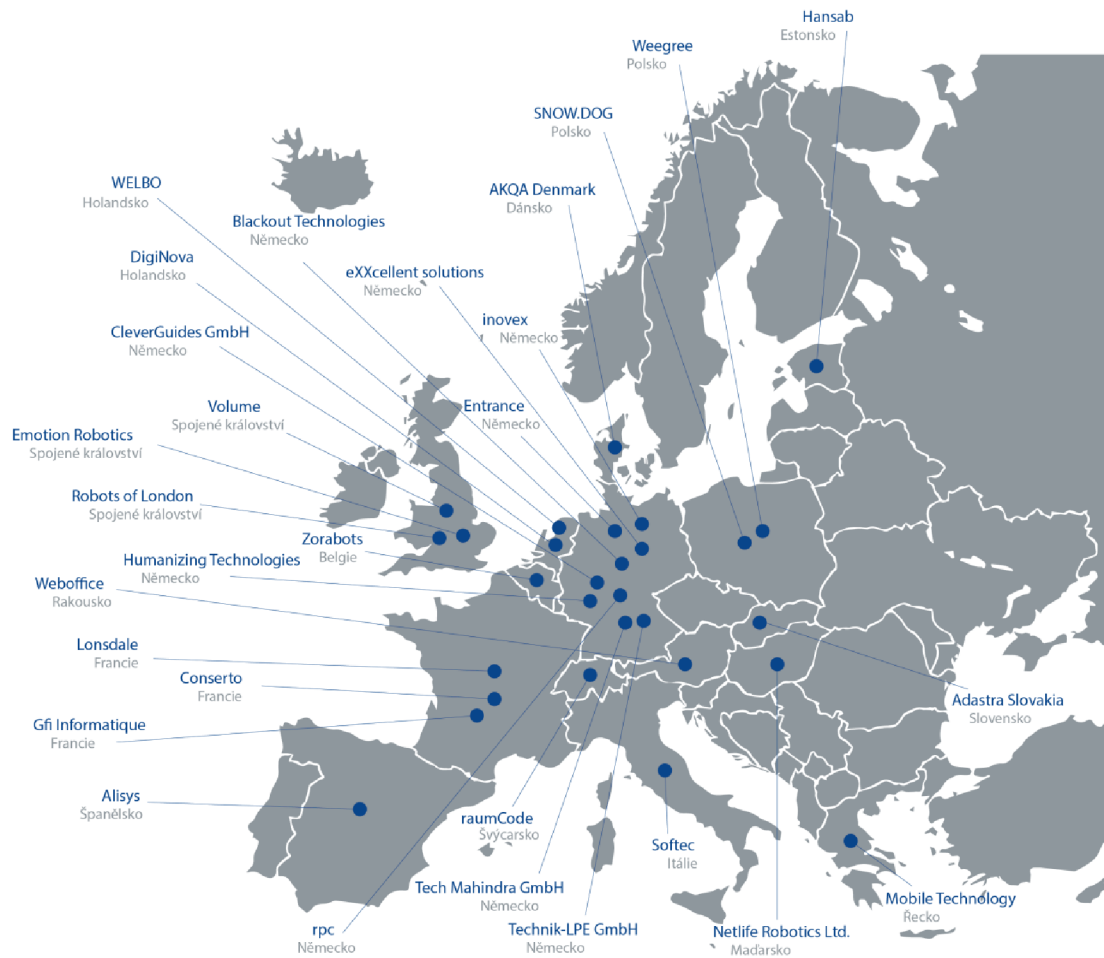 Hansab
Estonsko
Weegree
Polsko
SNOW.DOG
Polsko
WELBO
Holandsko
AKQA Denmark
Dánsko
Blackout Technologies
Německo
DigiNova
Holandsko
eXXcellent solutions
Německo
inovex
Německo
CleverGuides GmbH
Německo
Volume
Spojené království
Entrance
Německo
Emotion Robotics
Spojené království
Robots of London
Spojené království
Zorabots
Belgie
Humanizing Technologies
Německo
Weboffice
Rakousko
Lonsdale
Francie
Conserto
Francie
Adastra Slovakia
Slovensko
Gfi Informatique
Francie
Alisys
Španělsko
raumCode
Švýcarsko
Softec
Itálie
Tech Mahindra GmbH
Německo
Mobile Technology
Řecko
rpc
Německo
Technik-LPE GmbH
Německo
Netlife Robotics Ltd.
Maďarsko